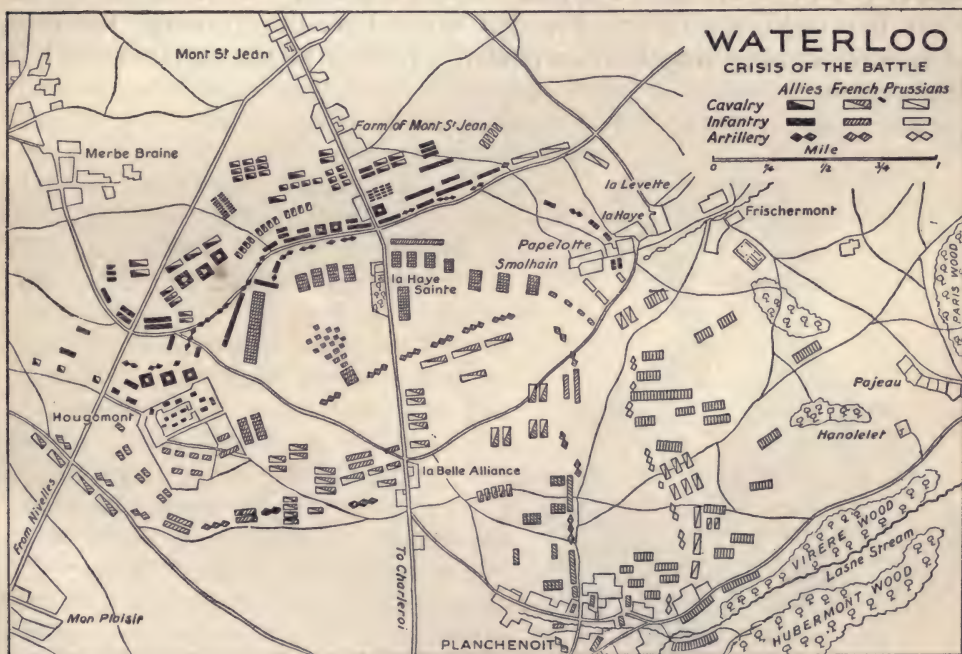 WATERLOO
CRISIS OF THE BATTLE
Allies French Prussians
Cavalry
Infantry
Artillery
Mile
0 ¼ ½ ¾ 1
Mont St Jean
Farm of Mont St Jean
Merbe Braine
la Levette
la Haye
Frischermont
Papelotte
Smolhain
PARIS WOOD
la Haye
Sainte
Pajeau
Hougomont
Hanolelet
la Belle Alliance
From Nivelles
To Charleroi
VIRERE WOOD
Lasne Stream
HUBERMONT WOOD
Mon Plaisir
PLANCHENOIT